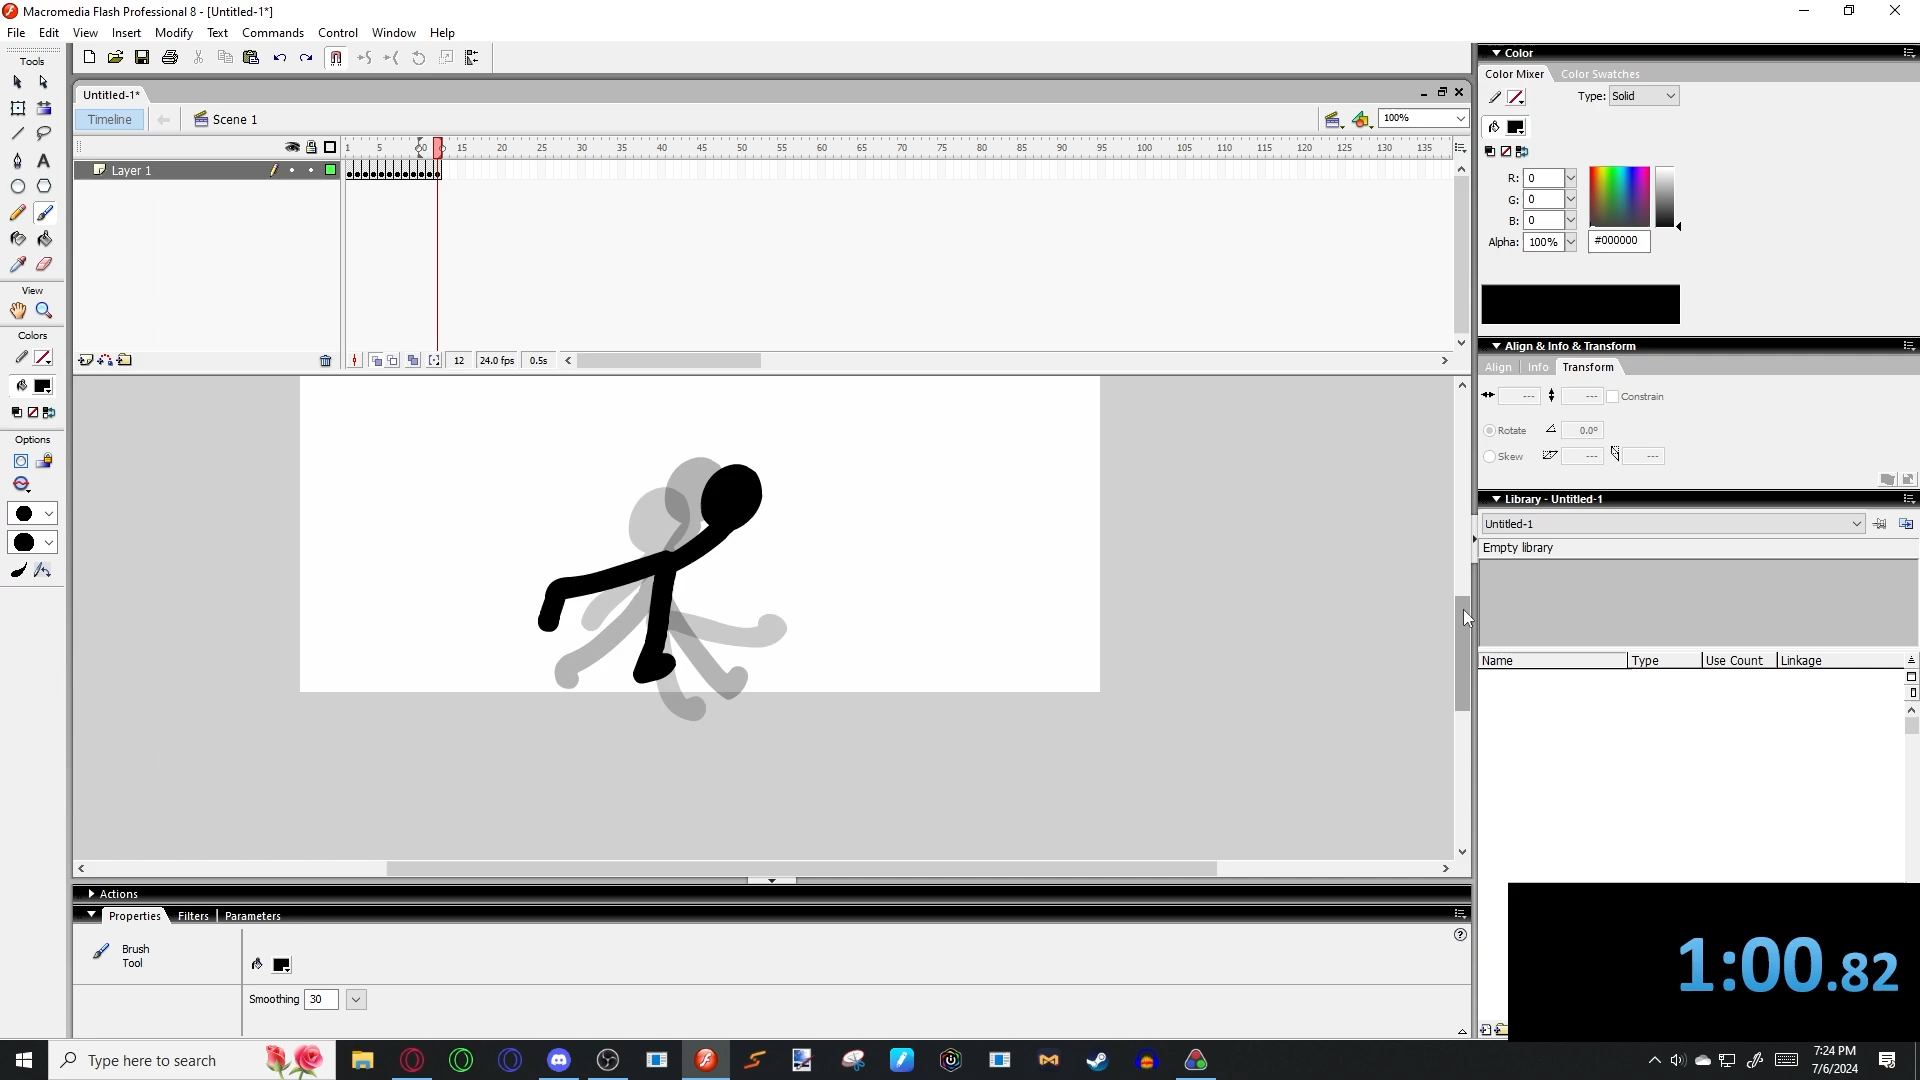 Macromedia Flash Professional 8 - [Untitled-1*]
File Edit View Insert Modify Text Commands Control Window Help
Tools
Untitled-1*
Timeline
Scene 1
100%
1 5 10 15 20 25 30 35 40 45 50 55 60 65 70 75 80 85 90 95 100 105 110 115 120 125 130 135
Layer 1
12 24.0 fps 0.5s
View
Colors
Options
Color
Color Mixer Color Swatches
Type: Solid
R: 0
G: 0
B: 0
Alpha: 100% #000000
Align & Info & Transform
Align Info Transform
--- --- Constrain
Rotate 0.0°
Skew --- ---
Library - Untitled-1
Untitled-1
Empty library
Name Type Use Count Linkage
Actions
Properties Filters Parameters
Brush
Tool
Smoothing 30
1:00.82
Type here to search
7:24 PM
7/6/2024